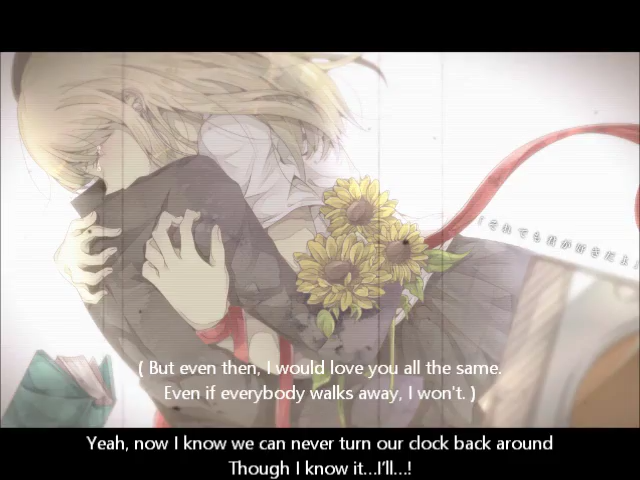 「それでも君が好きだよ」
( But even then, I would love you all the same.
Even if everybody walks away, I won't. )
Yeah, now I know we can never turn our clock back around
Though I know it...I'll...!